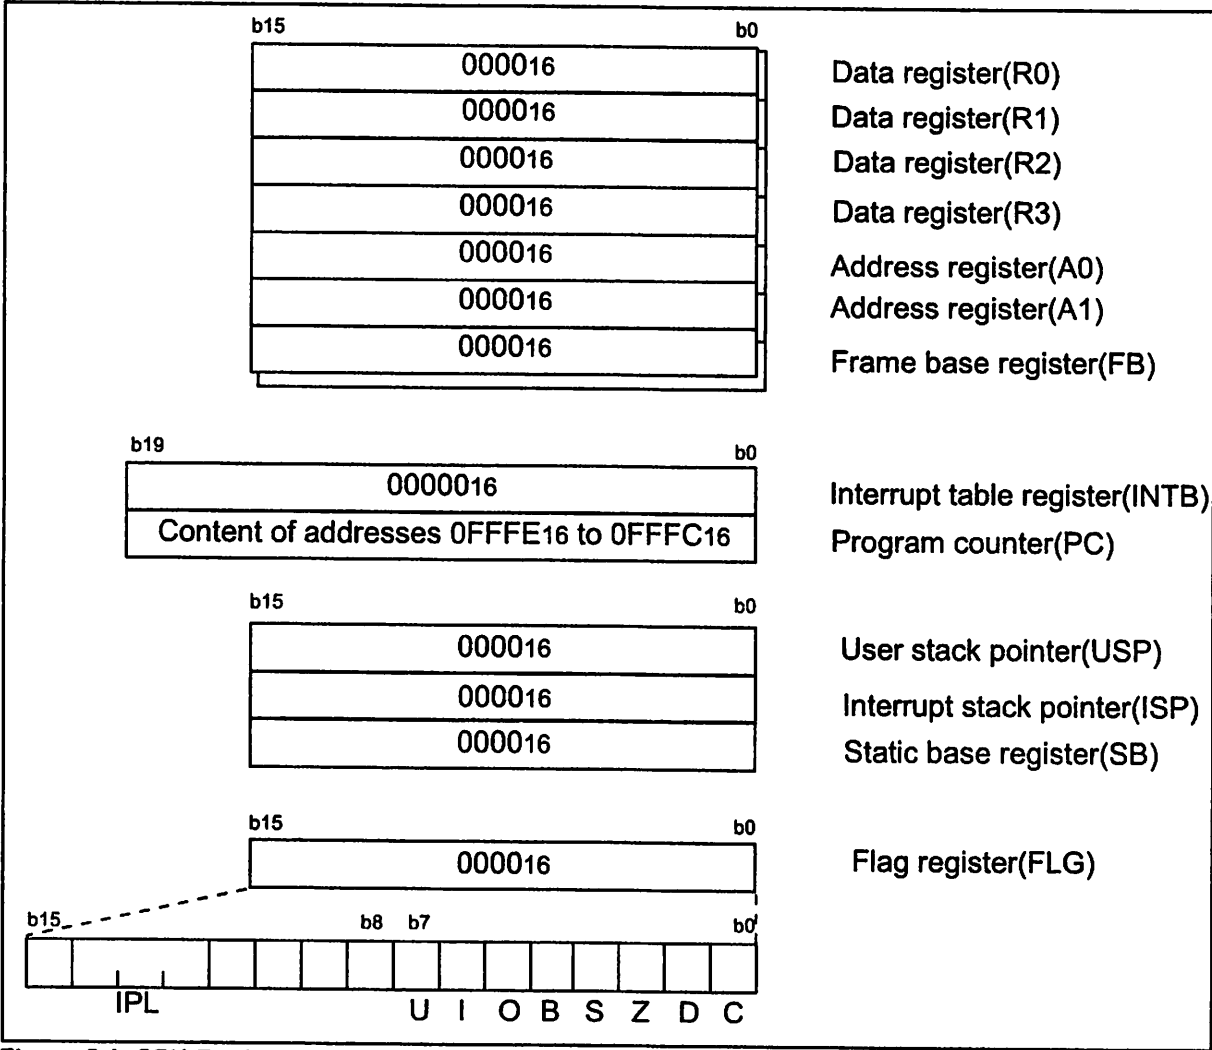 b15 b0
000016 Data register(R0)
000016 Data register(R1)
000016 Data register(R2)
000016 Data register(R3)
000016 Address register(A0)
000016 Address register(A1)
000016 Frame base register(FB)
b19 b0
0000016 Interrupt table register(INTB)
Content of addresses 0FFFE16 to 0FFFC16 Program counter(PC)
b15 b0
000016 User stack pointer(USP)
000016 Interrupt stack pointer(ISP)
000016 Static base register(SB)
b15 b0
000016 Flag register(FLG)
b15 b8 b7 b0
IPL U I O B S Z D C